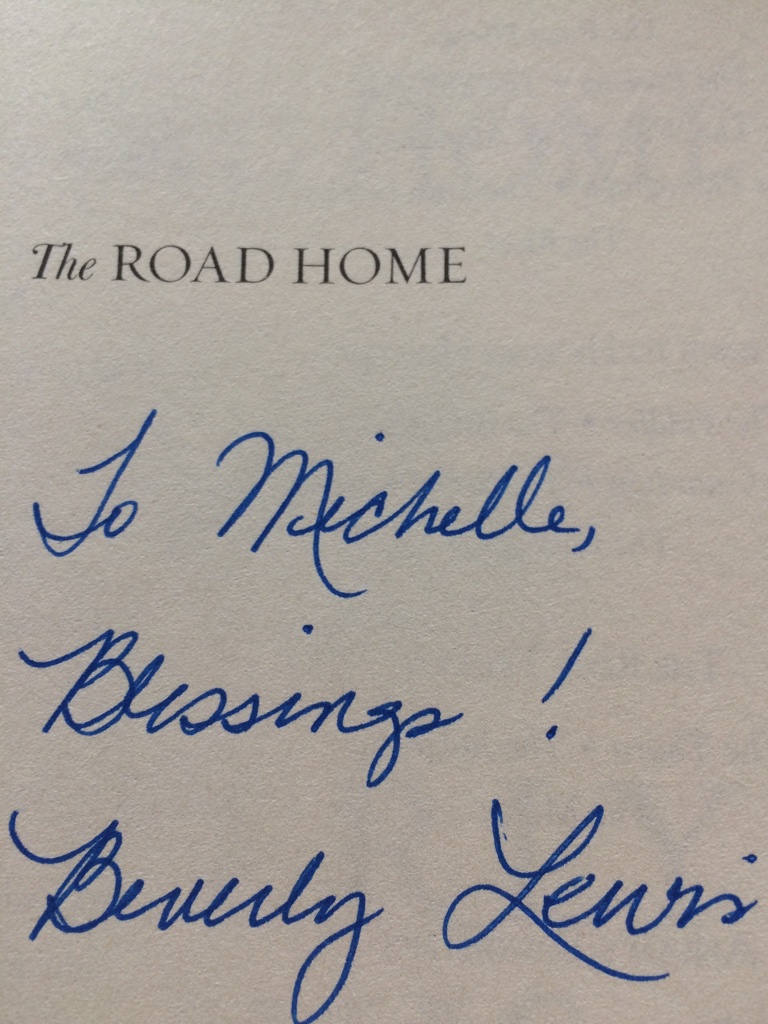 The ROAD HOME
To Michelle,
Blessings!
Beverly Lewis